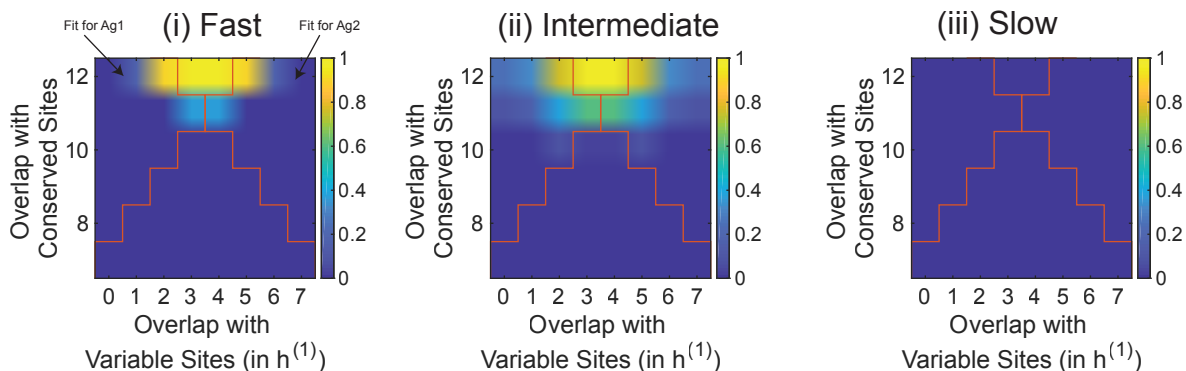 (i) Fast
Fit for Ag1
Fit for Ag2
Overlap with
Conserved Sites
12
10
8
0 1 2 3 4 5 6 7
Overlap with
Variable Sites (in h^(1))
1
0.8
0.6
0.4
0.2
0
(ii) Intermediate
Overlap with
Conserved Sites
12
10
8
0 1 2 3 4 5 6 7
Overlap with
Variable Sites (in h^(1))
1
0.8
0.6
0.4
0.2
0
(iii) Slow
Overlap with
Conserved Sites
12
10
8
0 1 2 3 4 5 6 7
Overlap with
Variable Sites (in h^(1))
1
0.8
0.6
0.4
0.2
0